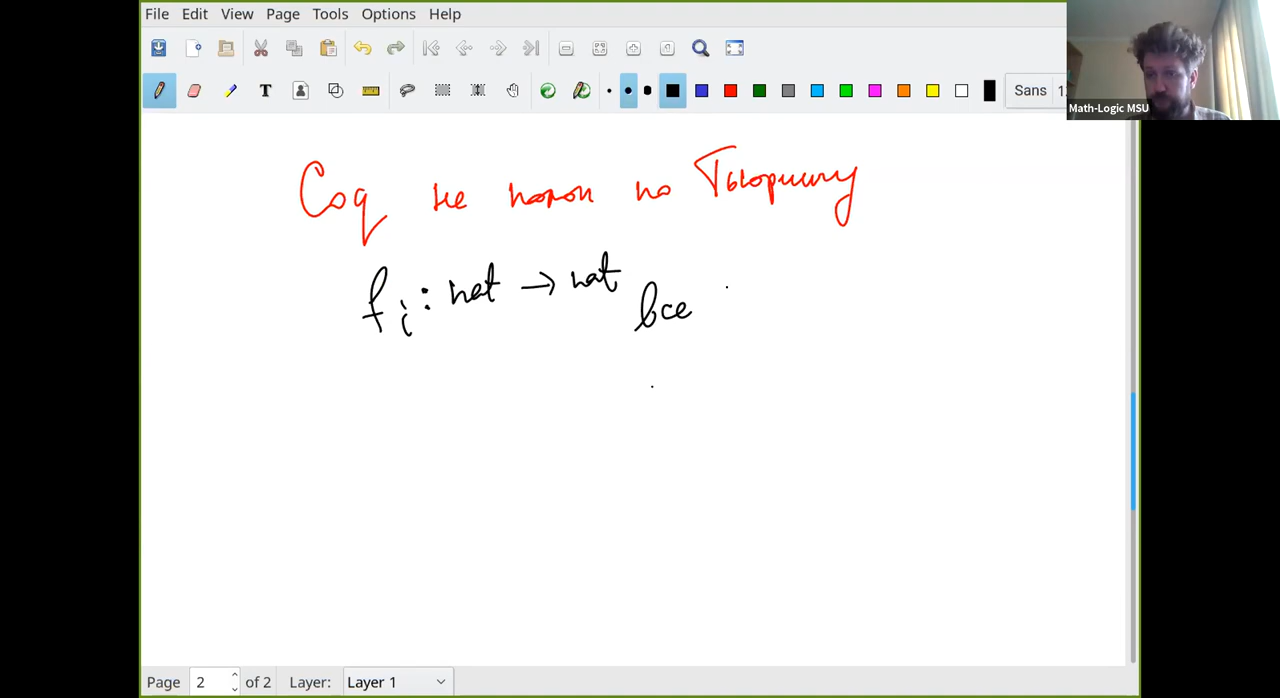 File Edit View Page Tools Options Help
Sans 1
Math-Logic MSU
Coq не полон по Тьюрингу
f i : nat → nat все
Page 2 of 2 Layer: Layer 1